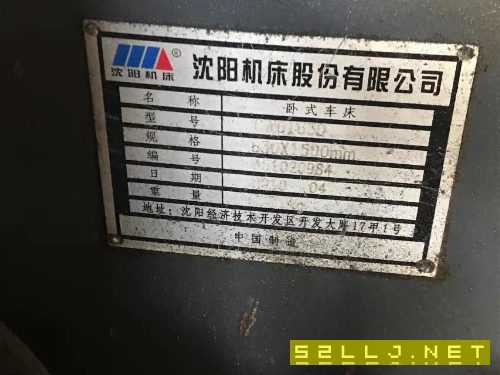 沈阳机床®
沈阳机床股份有限公司
名称 卧式车床
型号
规格 630X1500mm
编号
日期 04
重量
地址：沈阳经济技术开发区开发大路17甲1号
中国制造
52LLJ.NET